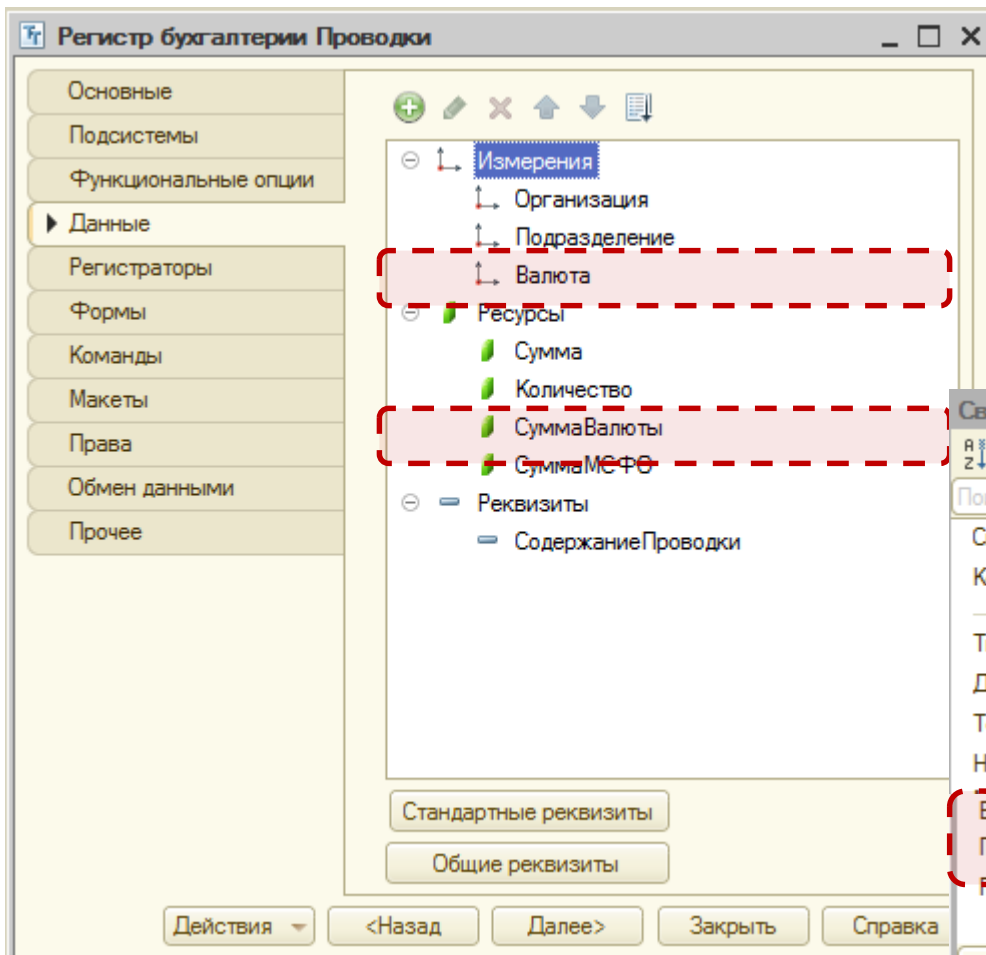 Регистр бухгалтерии Проводки
Основные
Подсистемы
Функциональные опции
Данные
Регистраторы
Формы
Команды
Макеты
Права
Обмен данными
Прочее
Измерения
Организация
Подразделение
Валюта
Ресурсы
Сумма
Количество
СуммаВалюты
СуммаМСФО
Реквизиты
СодержаниеПроводки
Стандартные реквизиты
Общие реквизиты
Действия
<Назад
Далее>
Закрыть
Справка